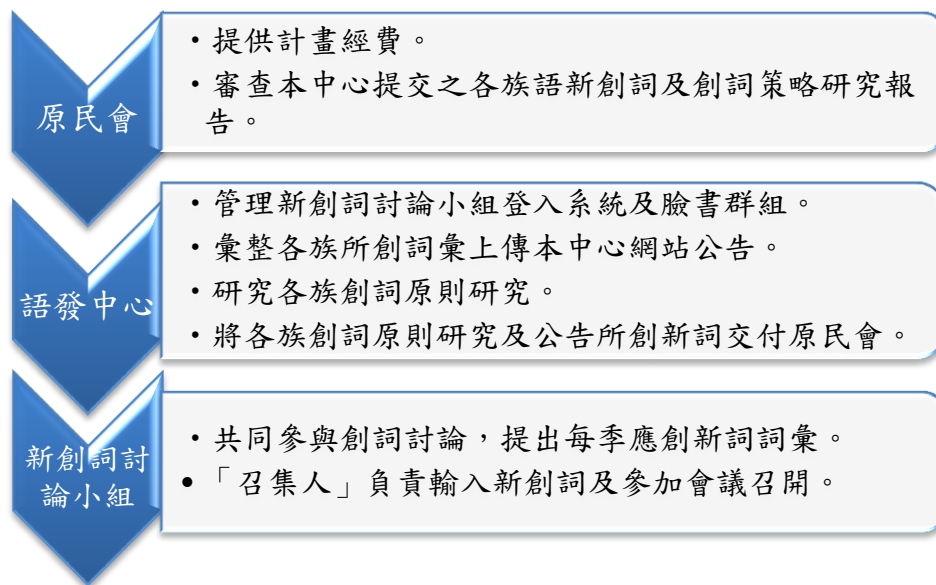 原民會
・提供計畫經費。
・審查本中心提交之各族語新創詞及創詞策略研究報
告。
語發中心
・管理新創詞討論小組登入系統及臉書群組。
・彙整各族所創詞彙上傳本中心網站公告。
・研究各族創詞原則研究。
・將各族創詞原則研究及公告所創新詞交付原民會。
新創詞討
論小組
・共同參與創詞討論，提出每季應創新詞詞彙。
•「召集人」負責輸入新創詞及參加會議召開。